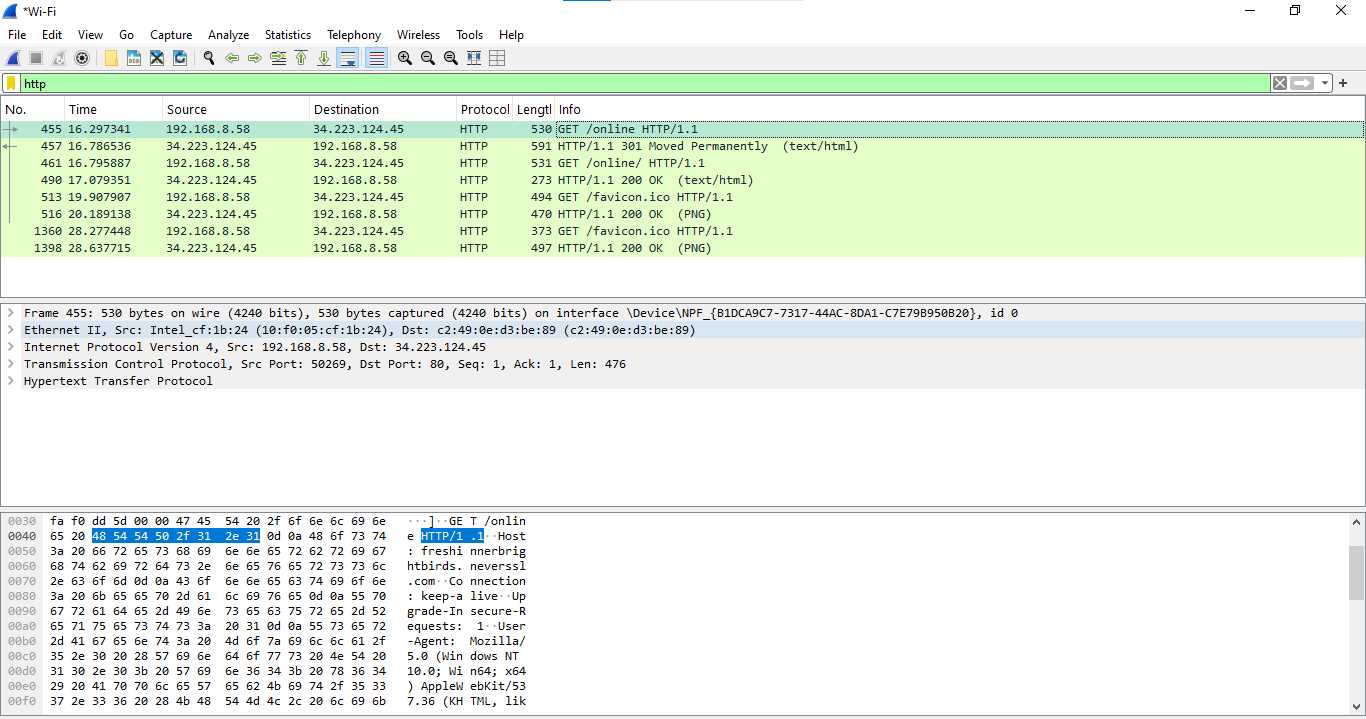 *Wi-Fi
File Edit View Go Capture Analyze Statistics Telephony Wireless Tools Help
http
No. Time Source Destination Protocol Lengtl Info
455 16.297341 192.168.8.58 34.223.124.45 HTTP 530 GET /online HTTP/1.1
457 16.786536 34.223.124.45 192.168.8.58 HTTP 591 HTTP/1.1 301 Moved Permanently (text/html)
461 16.795887 192.168.8.58 34.223.124.45 HTTP 531 GET /online/ HTTP/1.1
490 17.079351 34.223.124.45 192.168.8.58 HTTP 273 HTTP/1.1 200 OK (text/html)
513 19.907907 192.168.8.58 34.223.124.45 HTTP 494 GET /favicon.ico HTTP/1.1
516 20.189138 34.223.124.45 192.168.8.58 HTTP 470 HTTP/1.1 200 OK (PNG)
1360 28.277448 192.168.8.58 34.223.124.45 HTTP 373 GET /favicon.ico HTTP/1.1
1398 28.637715 34.223.124.45 192.168.8.58 HTTP 497 HTTP/1.1 200 OK (PNG)
Frame 455: 530 bytes on wire (4240 bits), 530 bytes captured (4240 bits) on interface \Device\NPF_{B1DCA9C7-7317-44AC-8DA1-C7E79B950B20}, id 0
Ethernet II, Src: Intel_cf:1b:24 (10:f0:05:cf:1b:24), Dst: c2:49:0e:d3:be:89 (c2:49:0e:d3:be:89)
Internet Protocol Version 4, Src: 192.168.8.58, Dst: 34.223.124.45
Transmission Control Protocol, Src Port: 50269, Dst Port: 80, Seq: 1, Ack: 1, Len: 476
Hypertext Transfer Protocol
0030 fa f0 dd 5d 00 00 47 45 54 20 2f 6f 6e 6c 69 6e ···]··GE T /onlin
0040 65 20 48 54 54 50 2f 31 2e 31 0d 0a 48 6f 73 74 e HTTP/1 .1··Host
0050 3a 20 66 72 65 73 68 69 6e 6e 65 72 62 72 69 67 : freshi nnerbrig
0060 68 74 62 69 72 64 73 2e 6e 65 76 65 72 73 73 6c htbirds. neverssl
0070 2e 63 6f 6d 0d 0a 43 6f 6e 6e 65 63 74 69 6f 6e .com··Co nnection
0080 3a 20 6b 65 65 70 2d 61 6c 69 76 65 0d 0a 55 70 : keep-a live··Up
0090 67 72 61 64 65 2d 49 6e 73 65 63 75 72 65 2d 52 grade-In secure-R
00a0 65 71 75 65 73 74 73 3a 20 31 0d 0a 55 73 65 72 equests: 1··User
00b0 2d 41 67 65 6e 74 3a 20 4d 6f 7a 69 6c 6c 61 2f -Agent: Mozilla/
00c0 35 2e 30 20 28 57 69 6e 64 6f 77 73 20 4e 54 20 5.0 (Win dows NT
00d0 31 30 2e 30 3b 20 57 69 6e 36 34 3b 20 78 36 34 10.0; Wi n64; x64
00e0 29 20 41 70 70 6c 65 57 65 62 4b 69 74 2f 35 33 ) AppleW ebKit/53
00f0 37 2e 33 36 20 28 4b 48 54 4d 4c 2c 20 6c 69 6b 7.36 (KH TML, lik